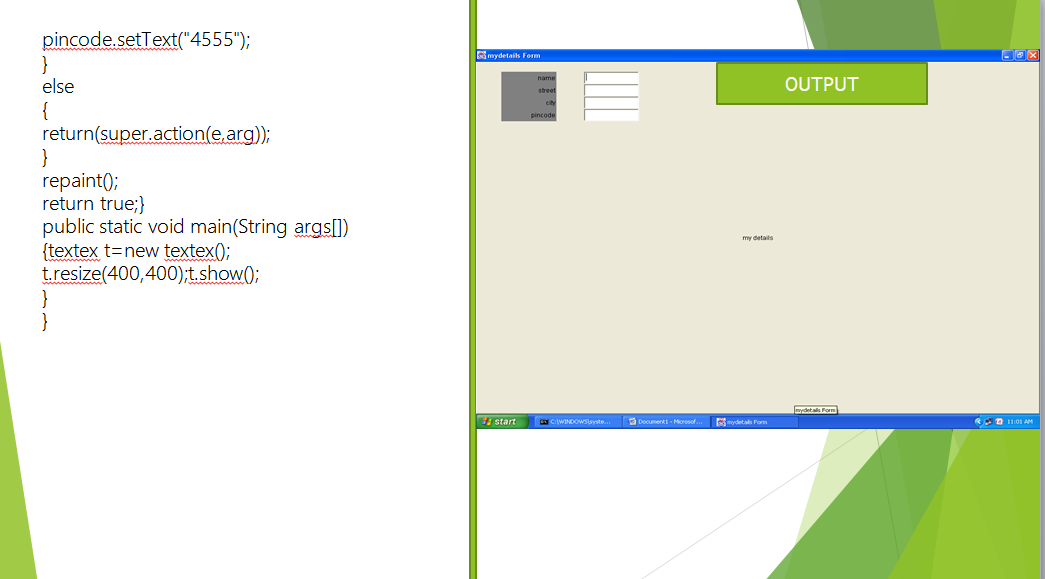 pincode.setText("4555");
}
else
{
return(super.action(e,arg));
}
repaint();
return true;}
public static void main(String args[])
{textex t=new textex();
t.resize(400,400);t.show();
}
}
mydetails Form
OUTPUT
name
street
city
pincode
my details
mydetails Form
start
C:\WINDOWS\syste...
Document1 - Microsof...
mydetails Form
11:01 AM